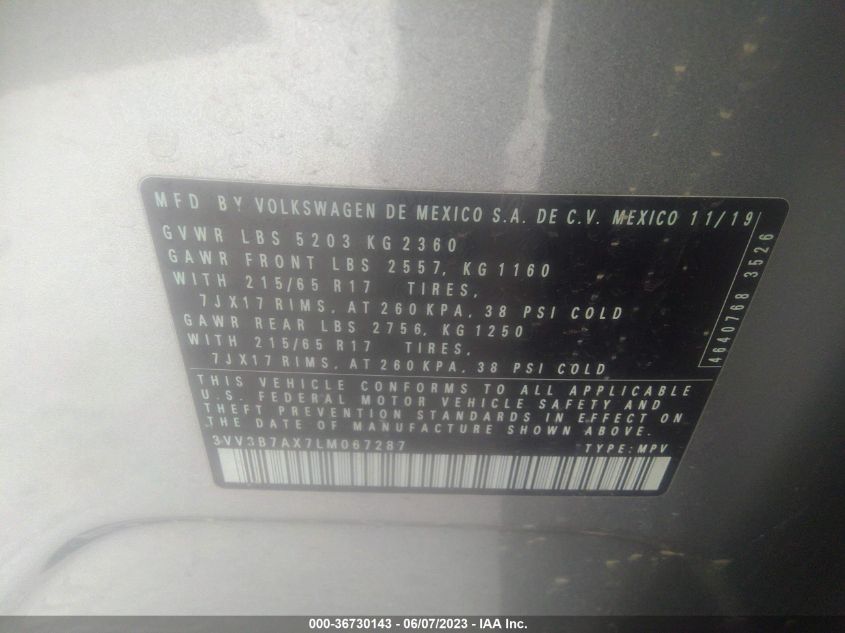 MFD BY VOLKSWAGEN DE MEXICO S.A. DE C.V. MEXICO 11/19
GVWR LBS 5203 KG 2360
GAWR FRONT LBS 2557, KG 1160
WITH 215/65 R17 TIRES,
7JX17 RIMS, AT 260 KPA, 38 PSI COLD
GAWR REAR LBS 2756, KG 1250
WITH 215/65 R17 TIRES,
7JX17 RIMS, AT 260 KPA, 38 PSI COLD
4640768 3526
THIS VEHICLE CONFORMS TO ALL APPLICABLE
U.S. FEDERAL MOTOR VEHICLE SAFETY AND
THEFT PREVENTION STANDARDS IN EFFECT ON
THE DATE OF MANUFACTURE SHOWN ABOVE.
3VV3B7AX7LM067287 TYPE: MPV
000-36730143 - 06/07/2023 - IAA Inc.